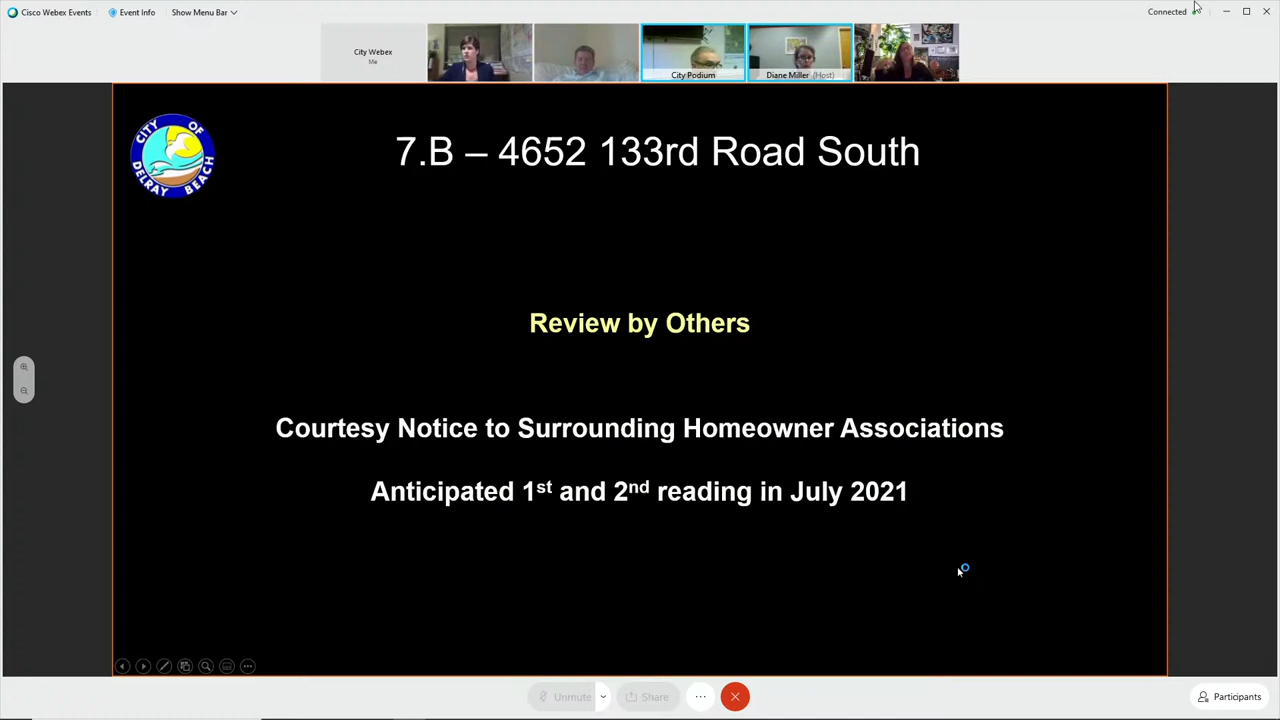 Cisco Webex Events
Event Info
Show Menu Bar
Connected
City Webex
Me
City Podium
Diane Miller (Host)
CITY OF
DELRAY BEACH
7.B – 4652 133rd Road South
Review by Others
Courtesy Notice to Surrounding Homeowner Associations
Anticipated 1st and 2nd reading in July 2021
Unmute
Share
Participants